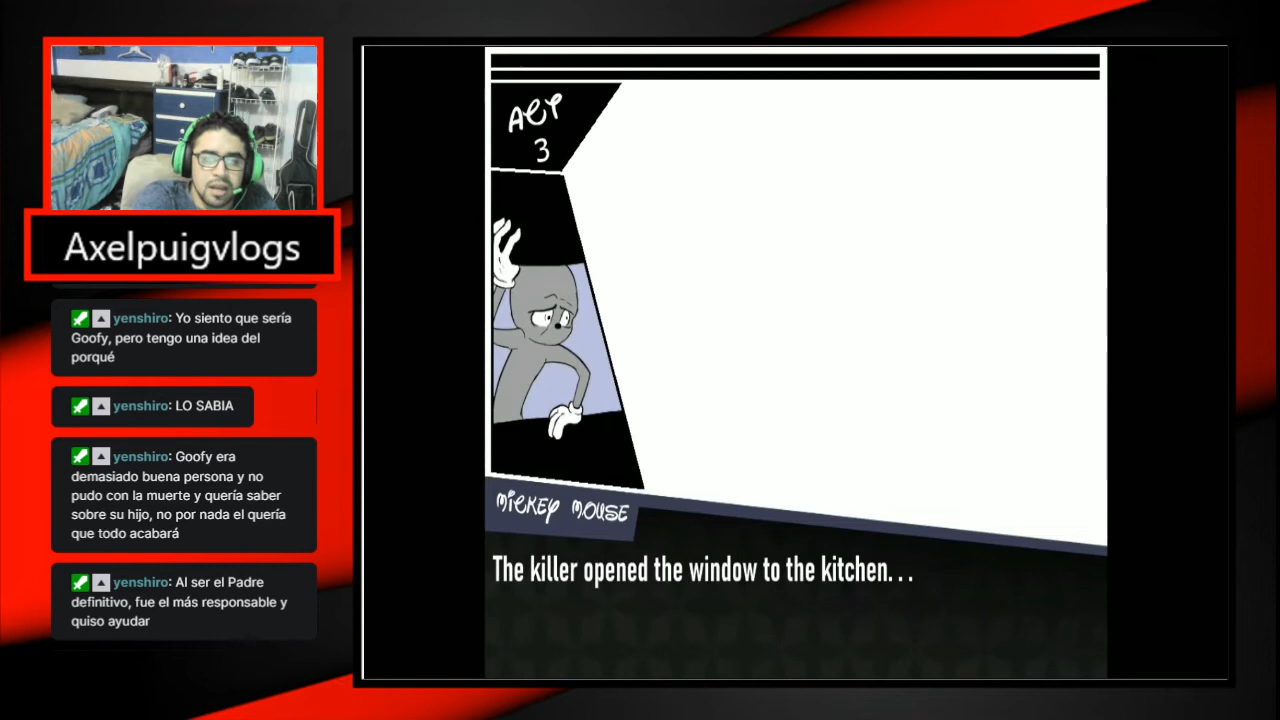 Axelpuigvlogs
yenshiro: Yo siento que sería
Goofy, pero tengo una idea del
porqué
yenshiro: LO SABIA
yenshiro: Goofy era
demasiado buena persona y no
pudo con la muerte y quería saber
sobre su hijo, no por nada el quería
que todo acabará
yenshiro: Al ser el Padre
definitivo, fue el más responsable y
quiso ayudar
ACT
3
MICKEY MOUSE
The killer opened the window to the kitchen...